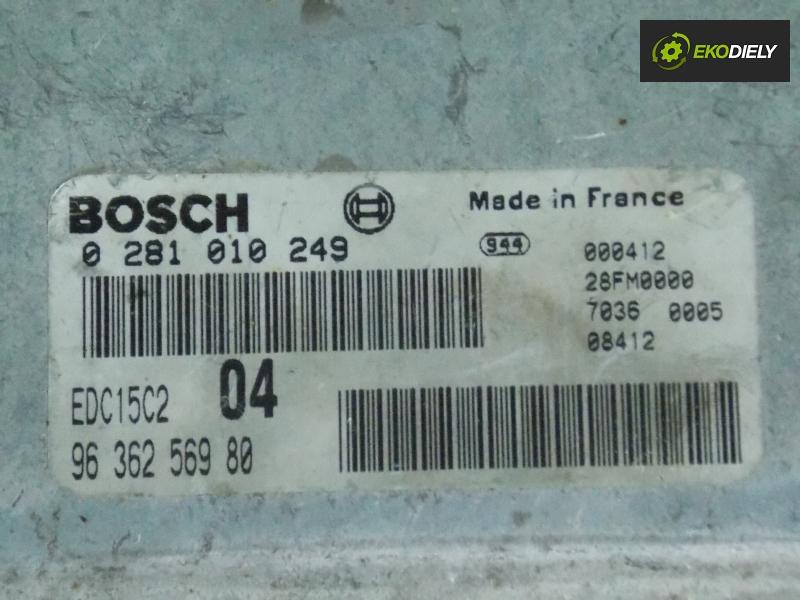 EKODIELY
BOSCH
Made in France
0 281 010 249
944
000412
28FM0000
7036 0005
08412
EDC15C2 04
96 362 569 80